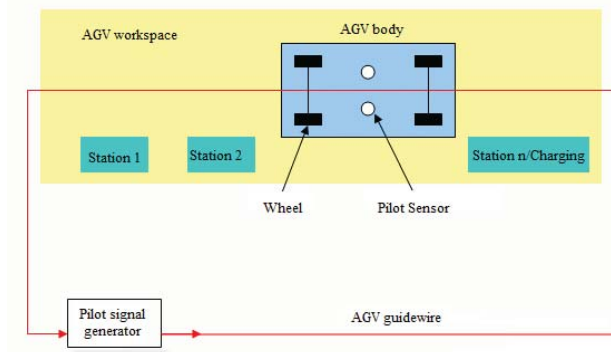 AGV workspace
AGV body
Station 1
Station 2
Station n/Charging
Wheel
Pilot Sensor
Pilot signal
generator
AGV guidewire